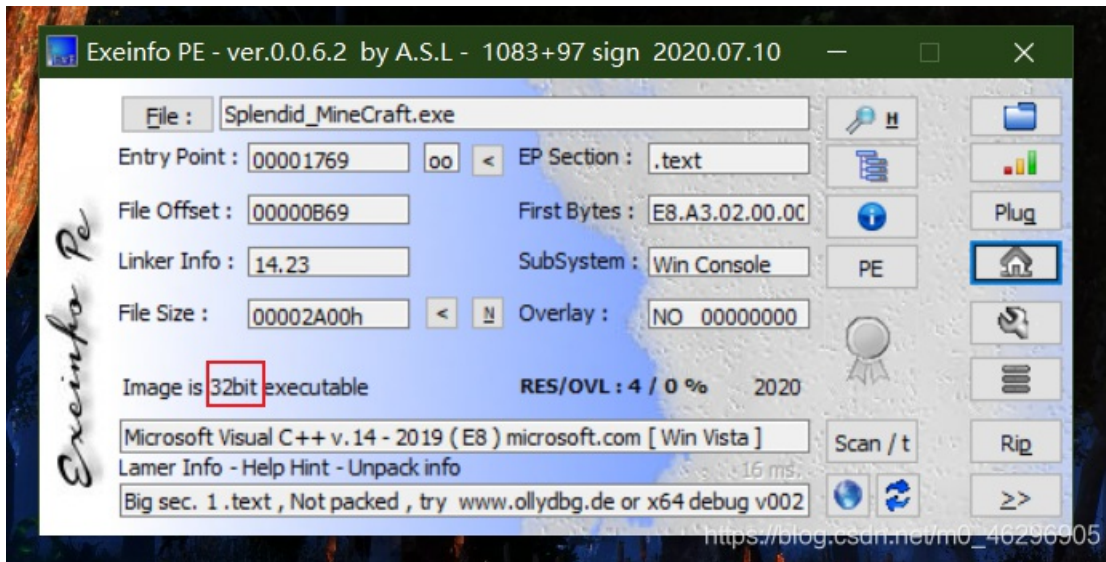 Exeinfo PE - ver.0.0.6.2 by A.S.L - 1083+97 sign 2020.07.10
File : Splendid_MineCraft.exe H
Entry Point : 00001769 oo < EP Section : .text
File Offset : 00000B69 First Bytes : E8.A3.02.00.0C Plug
Linker Info : 14.23 SubSystem : Win Console PE
File Size : 00002A00h < N Overlay : NO 00000000
Image is 32bit executable RES/OVL : 4 / 0 % 2020
Microsoft Visual C++ v.14 - 2019 ( E8 ) microsoft.com [ Win Vista ] Scan / t Rip
Lamer Info - Help Hint - Unpack info 16 ms.
Big sec. 1 .text , Not packed , try www.ollydbg.de or x64 debug v002 >>
Exeinfo Pe
https://blog.csdn.net/m0_46296905